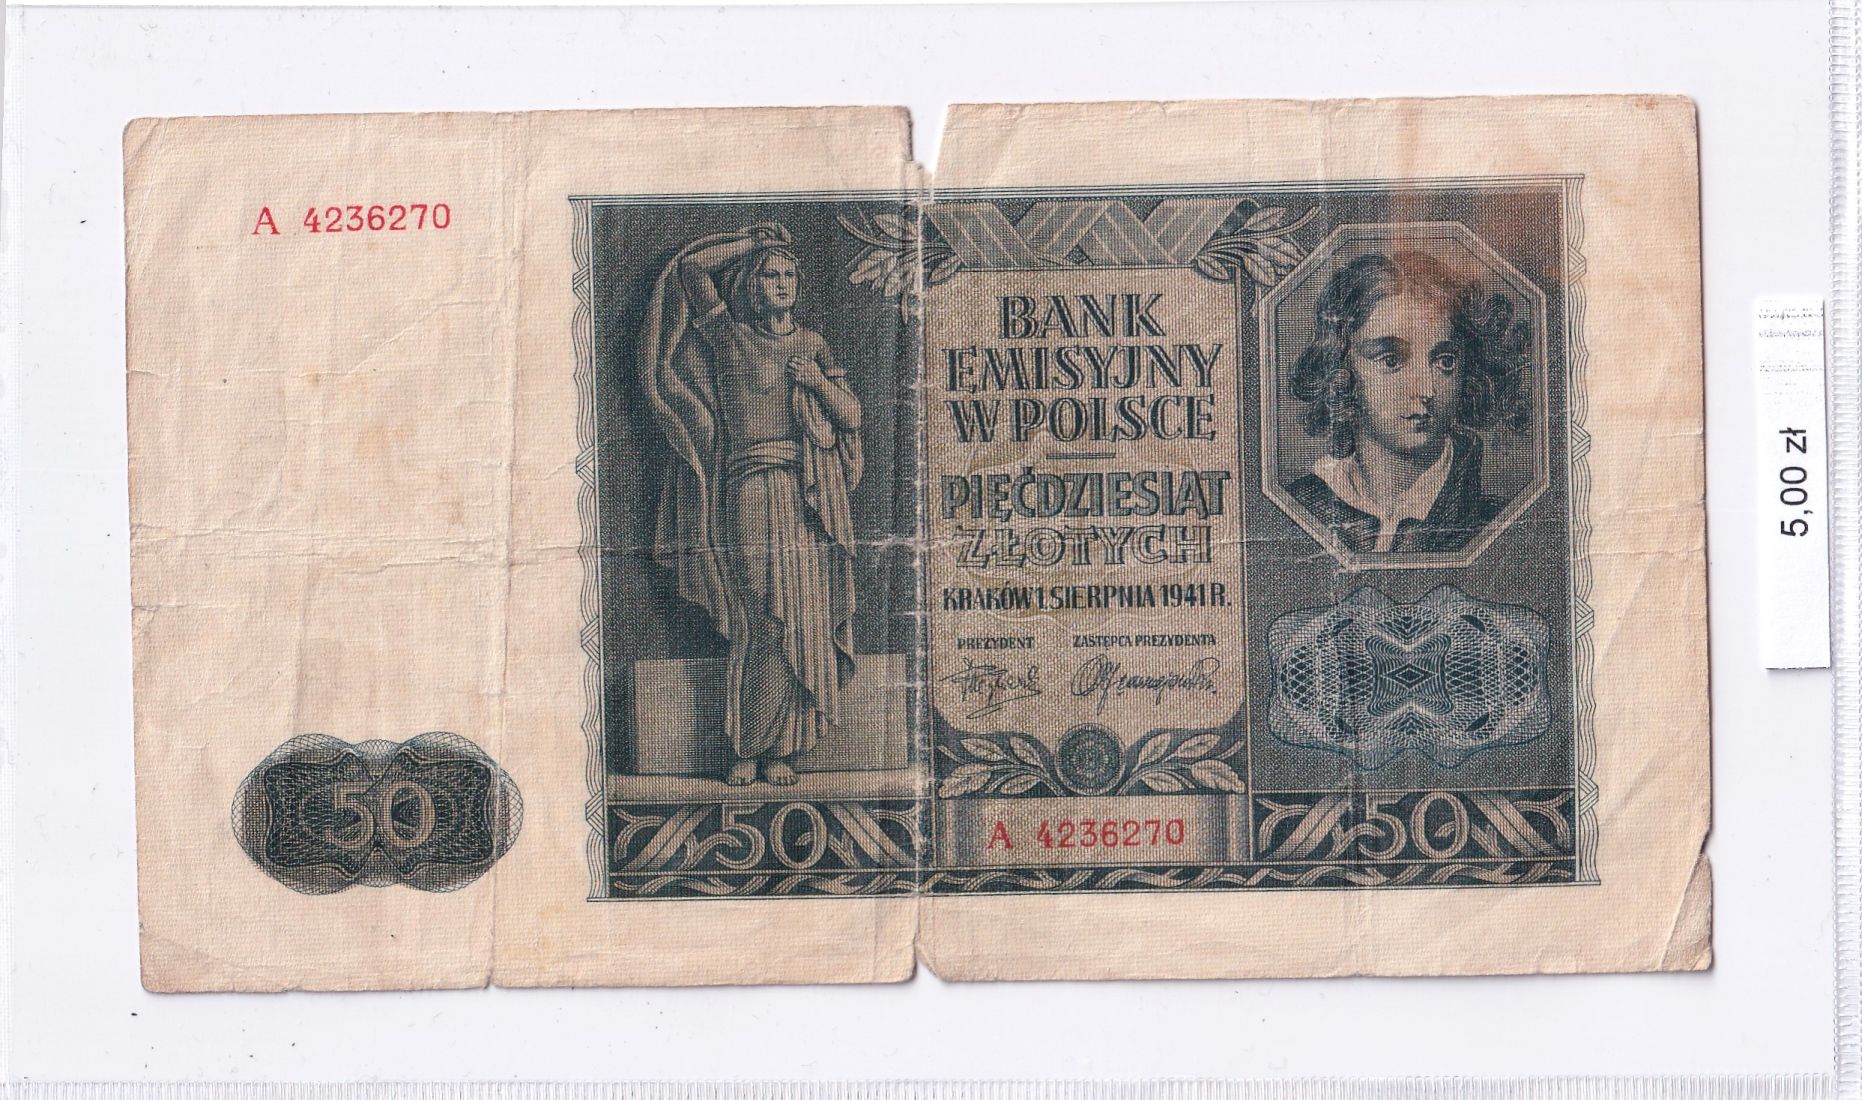 A 4236270
BANK
EMISYJNY
W POLSCE
PIĘĆDZIESIĄT
ZŁOTYCH
KRAKÓW 1. SIERPNIA 1941 R.
PREZYDENT ZASTĘPCA PREZYDENTA
50
50
A 4236270
50
5,00 zł